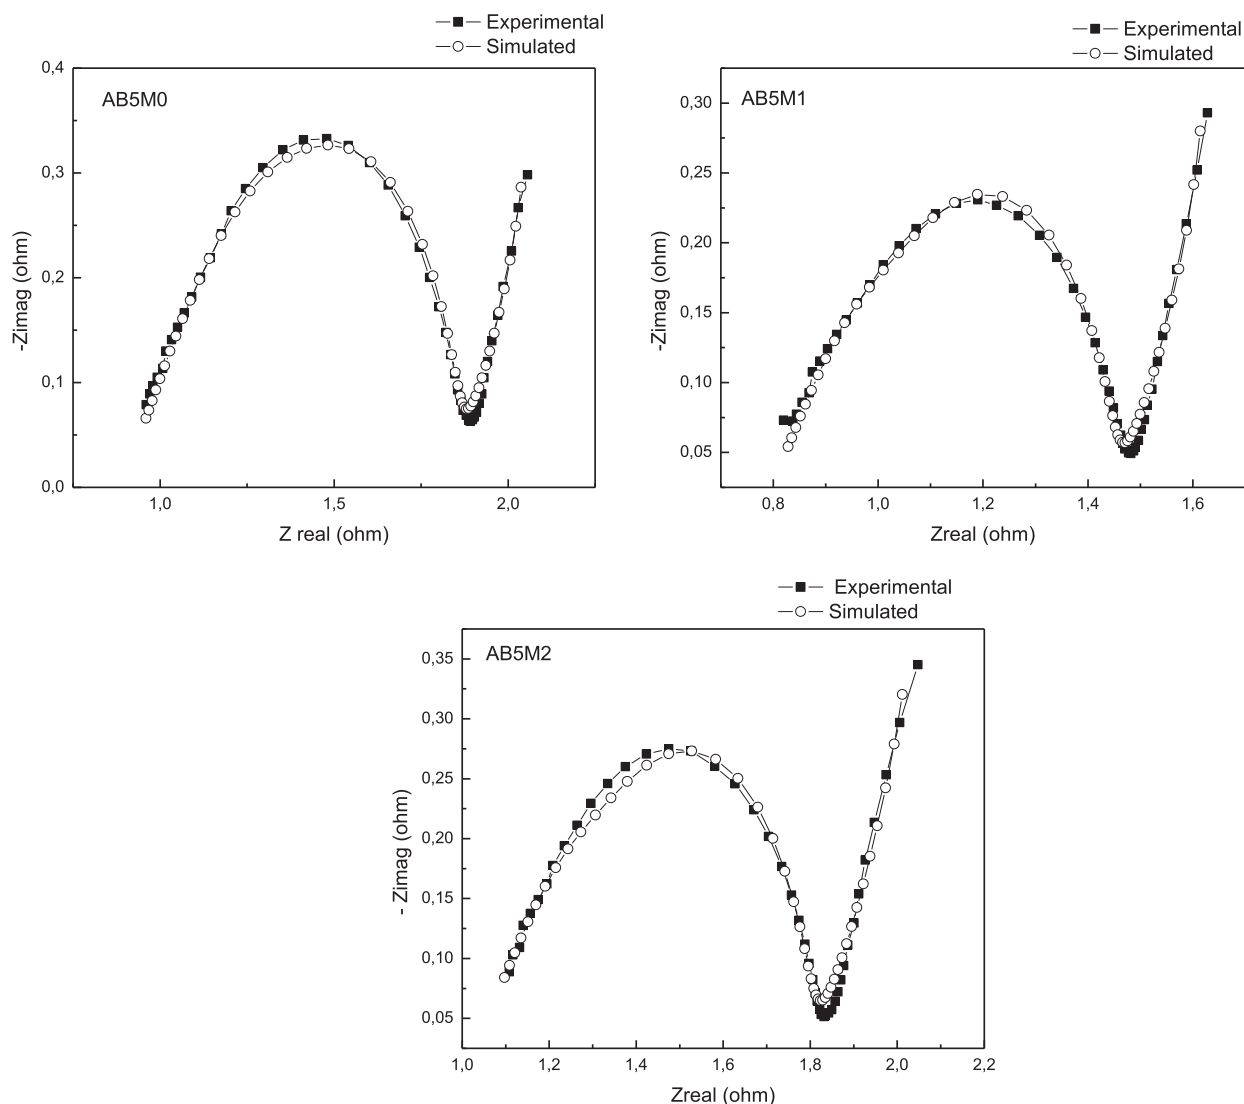 Experimental
Simulated
AB5M0
0,4
0,3
0,2
0,1
0,0
-Zimag (ohm)
1,0 1,5 2,0
Z real (ohm)
Experimental
Simulated
AB5M1
0,30
0,25
0,20
0,15
0,10
0,05
-Zimag (ohm)
0,8 1,0 1,2 1,4 1,6
Zreal (ohm)
Experimental
Simulated
AB5M2
0,35
0,30
0,25
0,20
0,15
0,10
0,05
- Zimag (ohm)
1,0 1,2 1,4 1,6 1,8 2,0 2,2
Zreal (ohm)